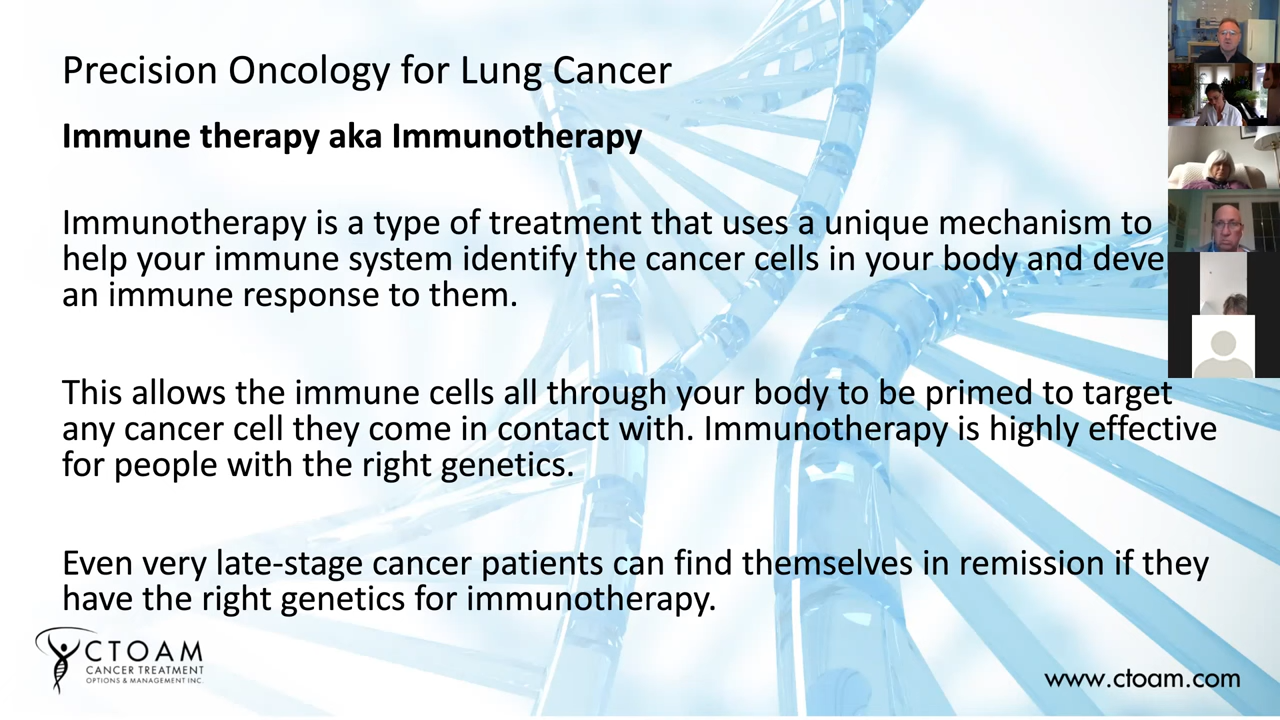 Precision Oncology for Lung Cancer
Immune therapy aka Immunotherapy
Immunotherapy is a type of treatment that uses a unique mechanism to
help your immune system identify the cancer cells in your body and deve
an immune response to them.
This allows the immune cells all through your body to be primed to target
any cancer cell they come in contact with. Immunotherapy is highly effective
for people with the right genetics.
Even very late-stage cancer patients can find themselves in remission if they
have the right genetics for immunotherapy.
CTOAM
CANCER TREATMENT
OPTIONS & MANAGEMENT INC.
www.ctoam.com